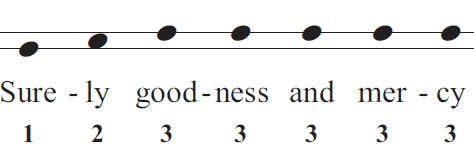 Sure - ly good - ness and mer - cy
1 2 3 3 3 3 3